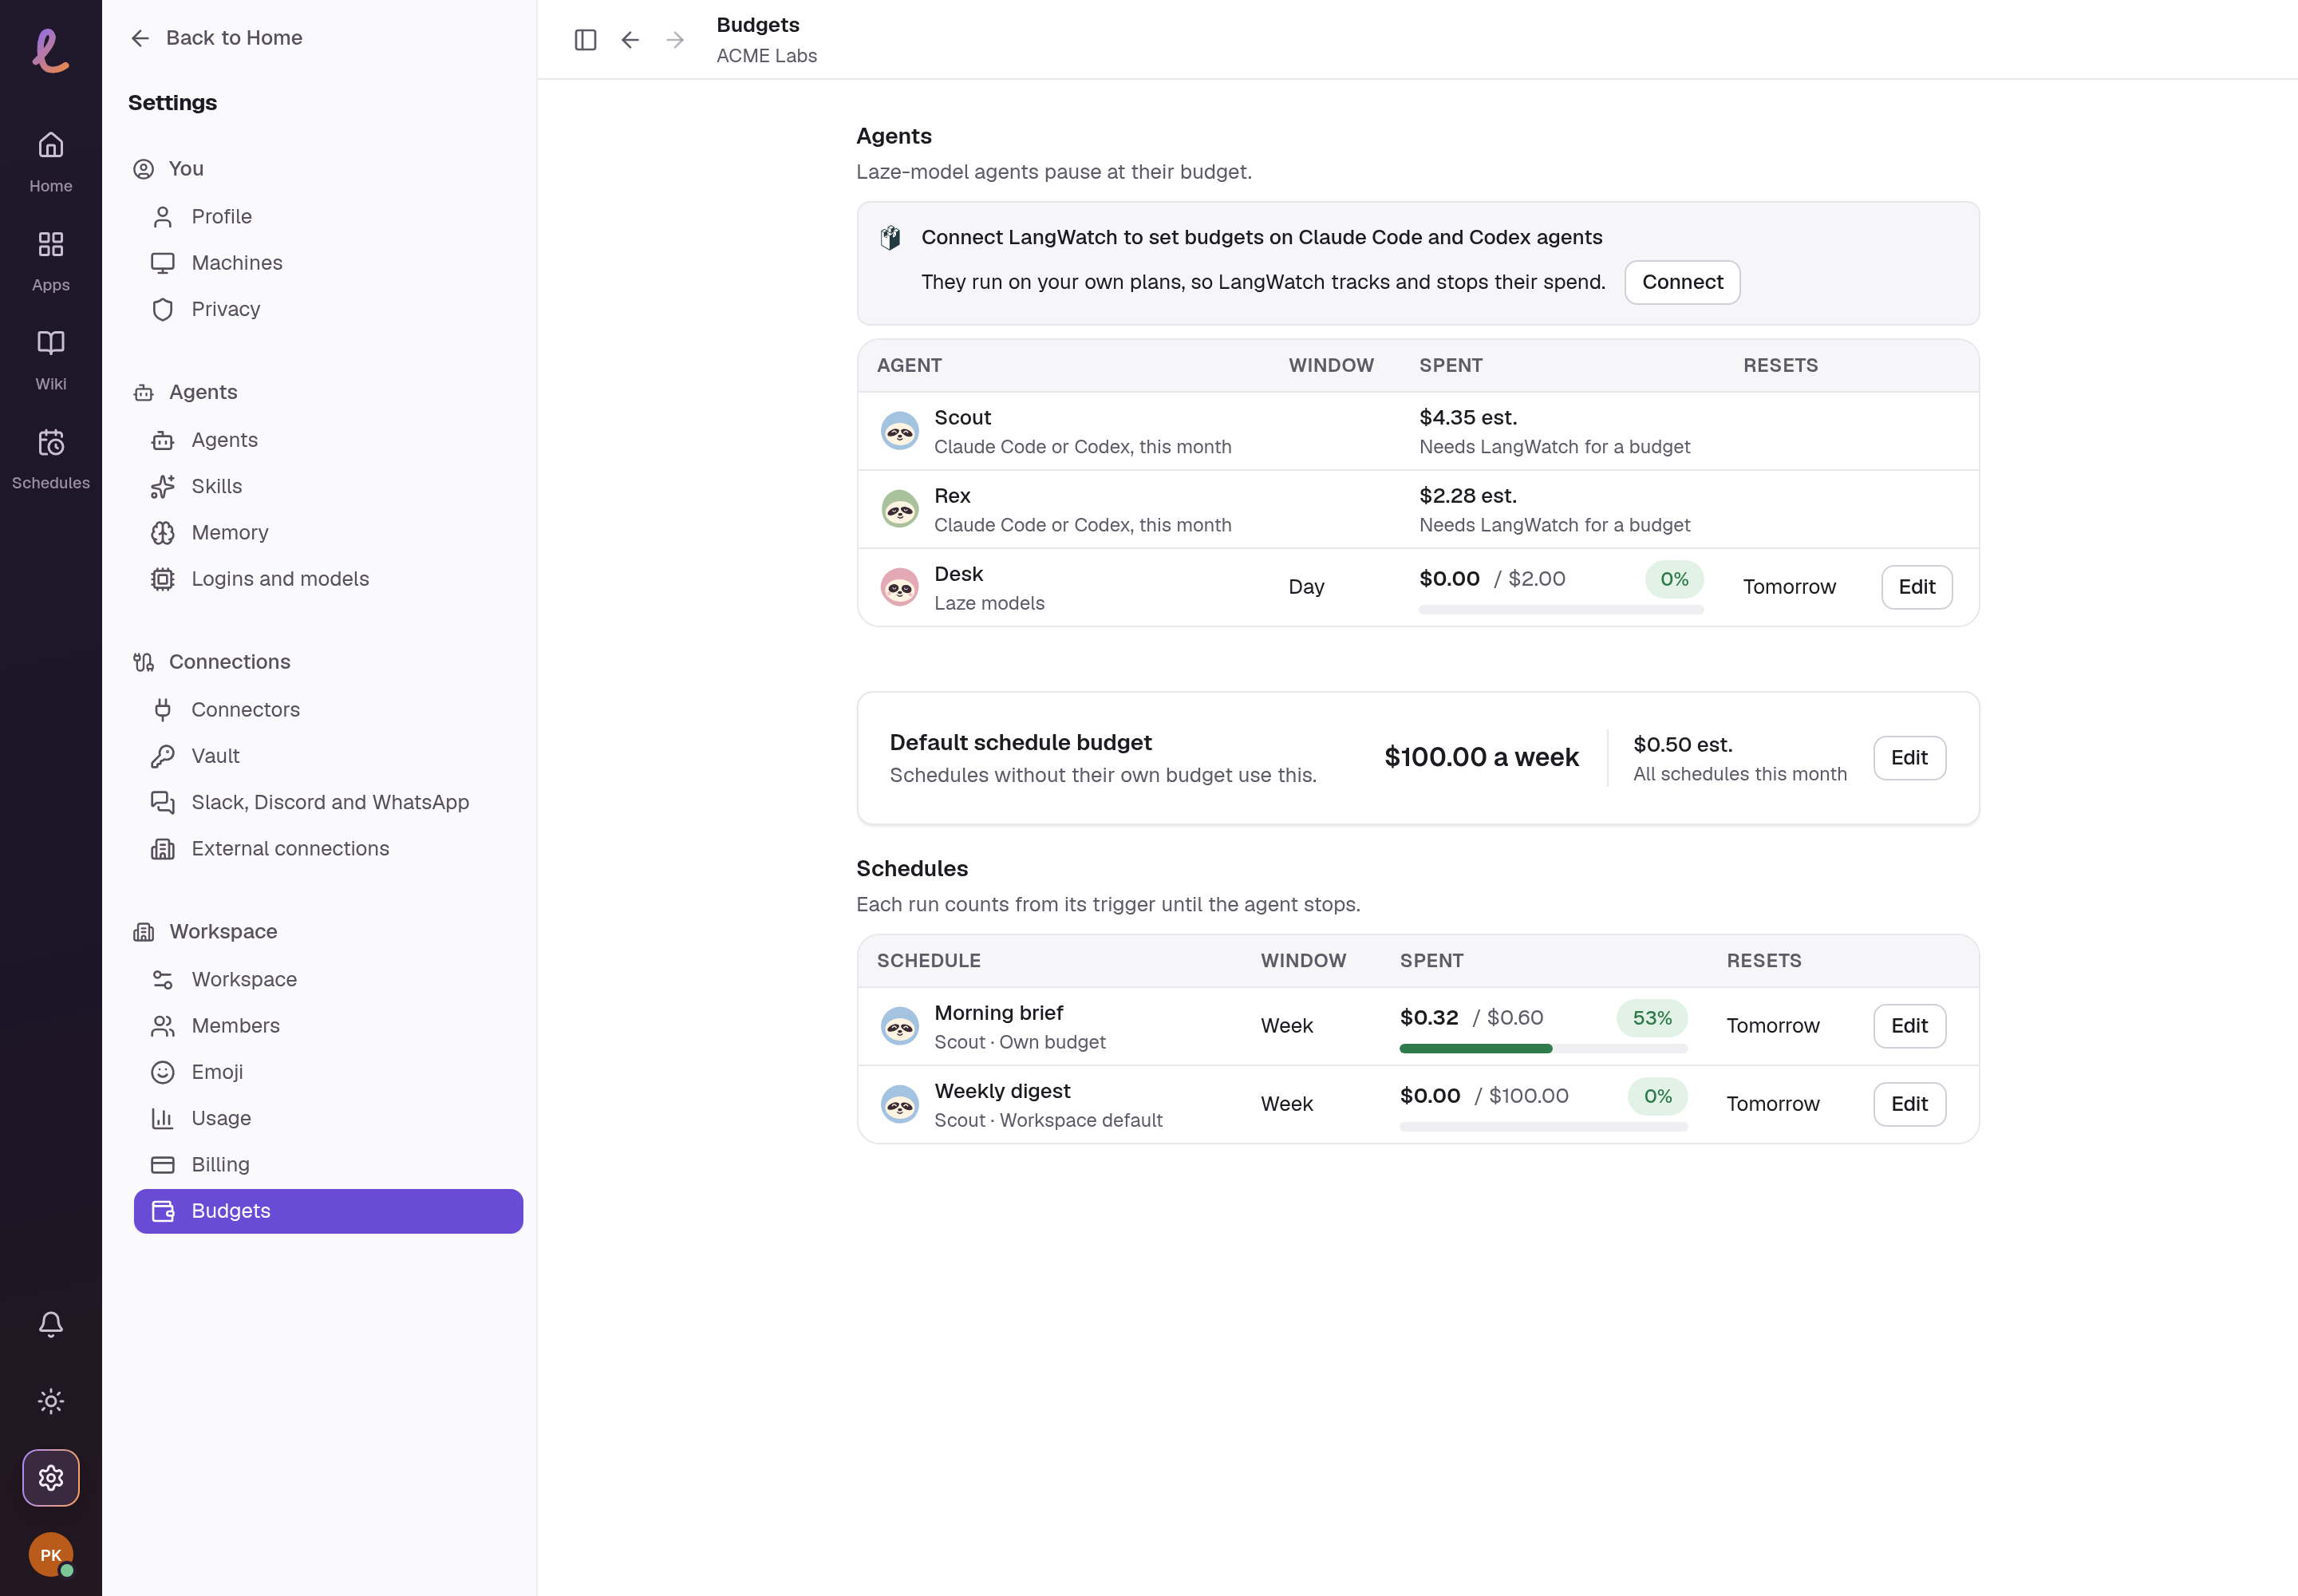 Back to Home
Settings
You
Profile
Machines
Privacy
Agents
Agents
Skills
Memory
Logins and models
Connections
Connectors
Vault
Slack, Discord and WhatsApp
External connections
Workspace
Workspace
Members
Emoji
Usage
Billing
Budgets
Home
Apps
Wiki
Schedules
PK
Budgets
ACME Labs
Agents
Laze-model agents pause at their budget.
Connect LangWatch to set budgets on Claude Code and Codex agents
They run on your own plans, so LangWatch tracks and stops their spend. Connect
AGENT WINDOW SPENT RESETS
Scout $4.35 est.
Claude Code or Codex, this month Needs LangWatch for a budget
Rex $2.28 est.
Claude Code or Codex, this month Needs LangWatch for a budget
Desk Day $0.00 / $2.00 0% Tomorrow Edit
Laze models
Default schedule budget $100.00 a week $0.50 est. Edit
Schedules without their own budget use this. All schedules this month
Schedules
Each run counts from its trigger until the agent stops.
SCHEDULE WINDOW SPENT RESETS
Morning brief Week $0.32 / $0.60 53% Tomorrow Edit
Scout · Own budget
Weekly digest Week $0.00 / $100.00 0% Tomorrow Edit
Scout · Workspace default